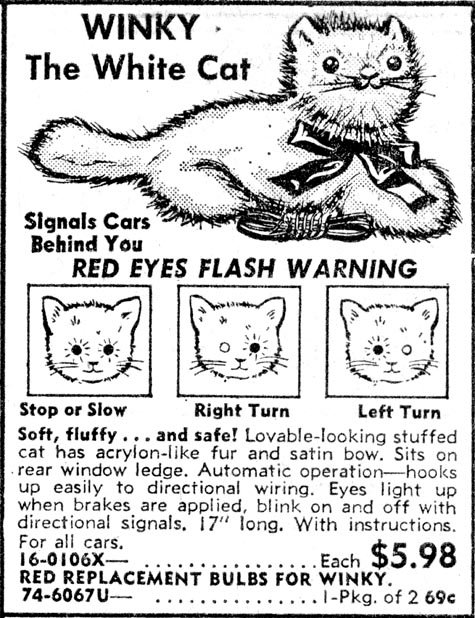 WINKY
The White Cat
Signals Cars
Behind You
RED EYES FLASH WARNING
Stop or Slow
Right Turn
Left Turn
Soft, fluffy . . . and safe! Lovable-looking stuffed
cat has acrylon-like fur and satin bow. Sits on
rear window ledge. Automatic operation—hooks
up easily to directional wiring. Eyes light up
when brakes are applied, blink on and off with
directional signals. 17" long. With instructions.
For all cars.
16-0106X— . . . . . . . . . . . . . . . . Each $5.98
RED REPLACEMENT BULBS FOR WINKY.
74-6067U— . . . . . . . . . . . . . . 1-Pkg. of 2 69c